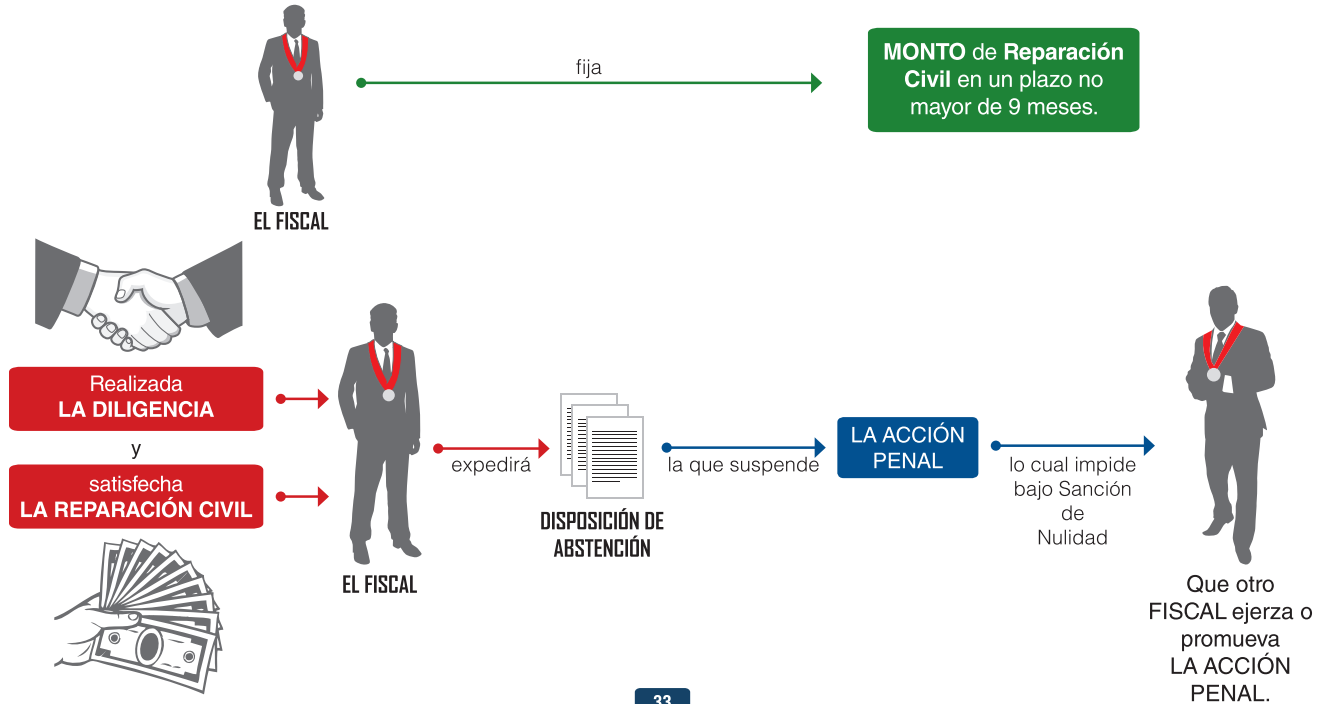 fija
MONTO de Reparación
Civil en un plazo no
mayor de 9 meses.
EL FISCAL
Realizada
LA DILIGENCIA
y
satisfecha
LA REPARACIÓN CIVIL
EL FISCAL
expedirá
DISPOSICIÓN DE
ABSTENCIÓN
la que suspende
LA ACCIÓN
PENAL
lo cual impide
bajo Sanción
de
Nulidad
Que otro
FISCAL ejerza o
promueva
LA ACCIÓN
PENAL.
33